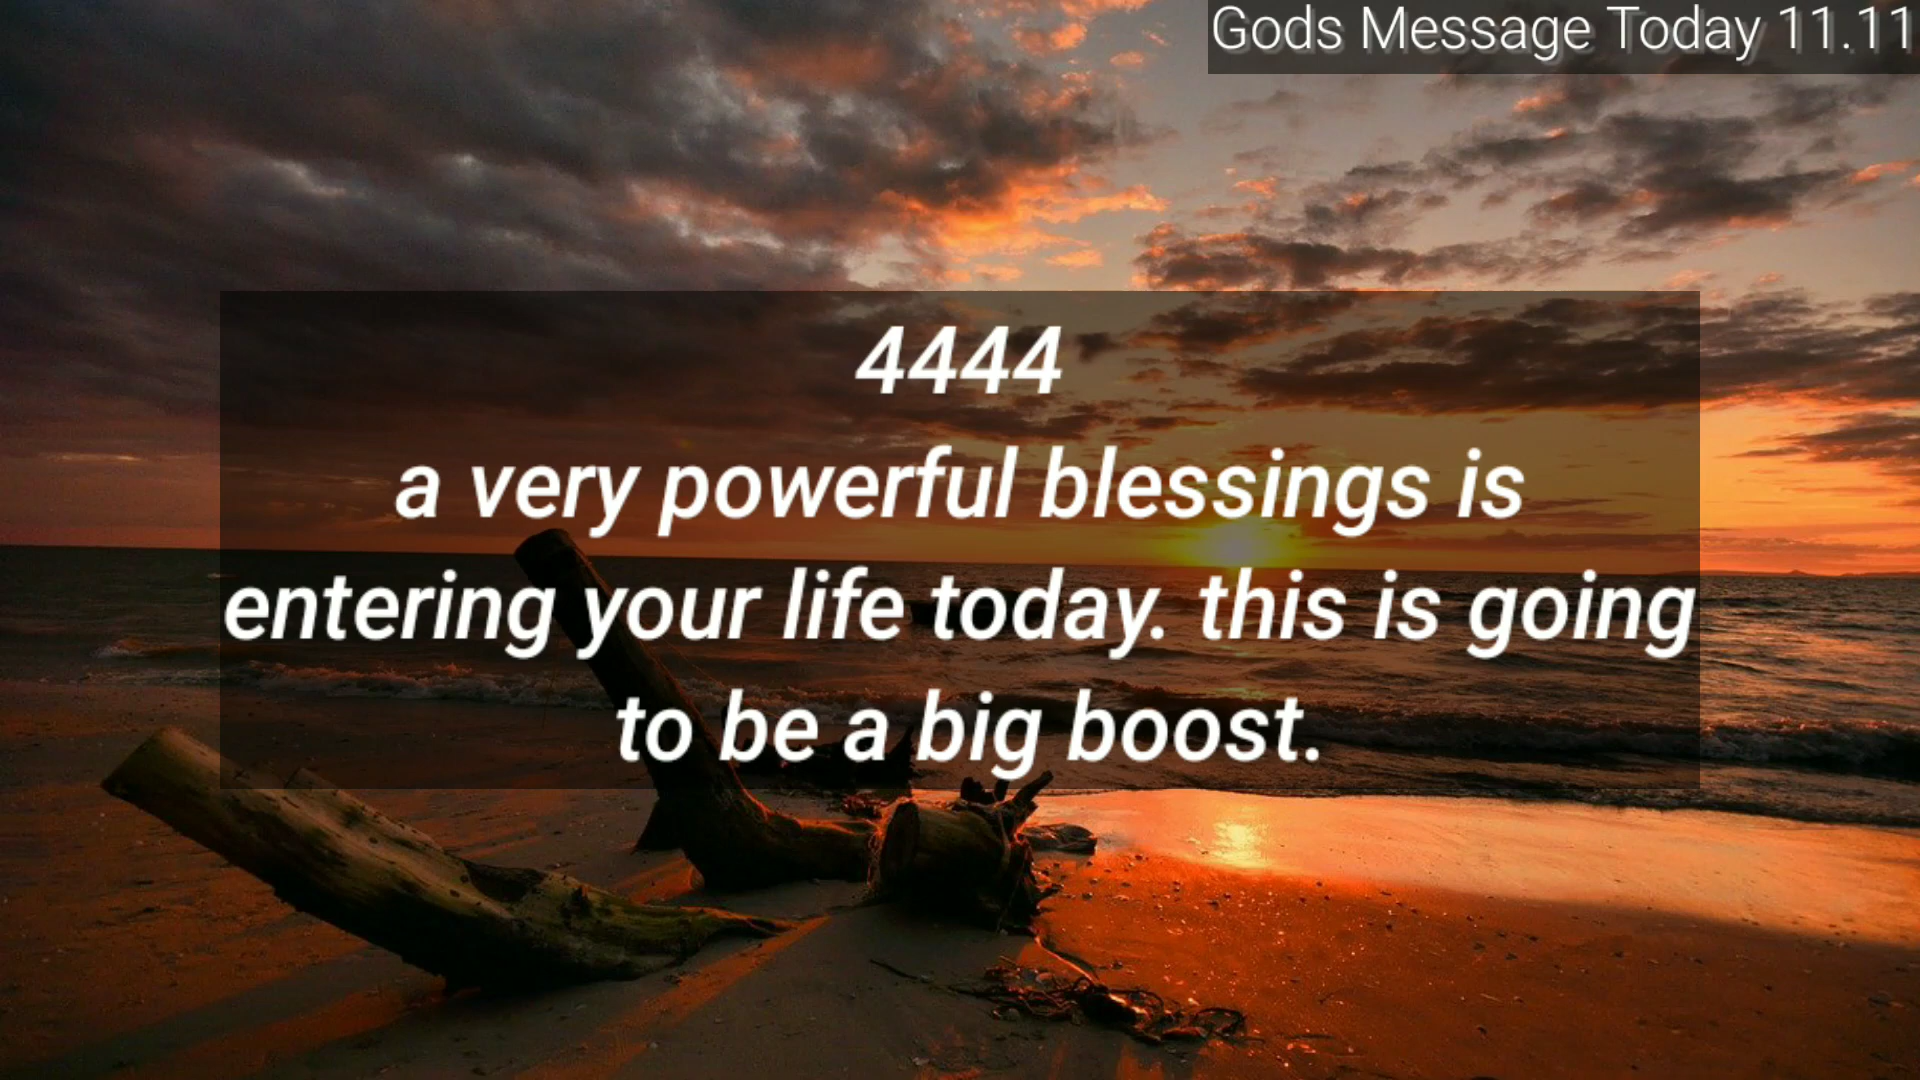 Gods Message Today 11.11
4444
a very powerful blessings is
entering your life today. this is going
to be a big boost.